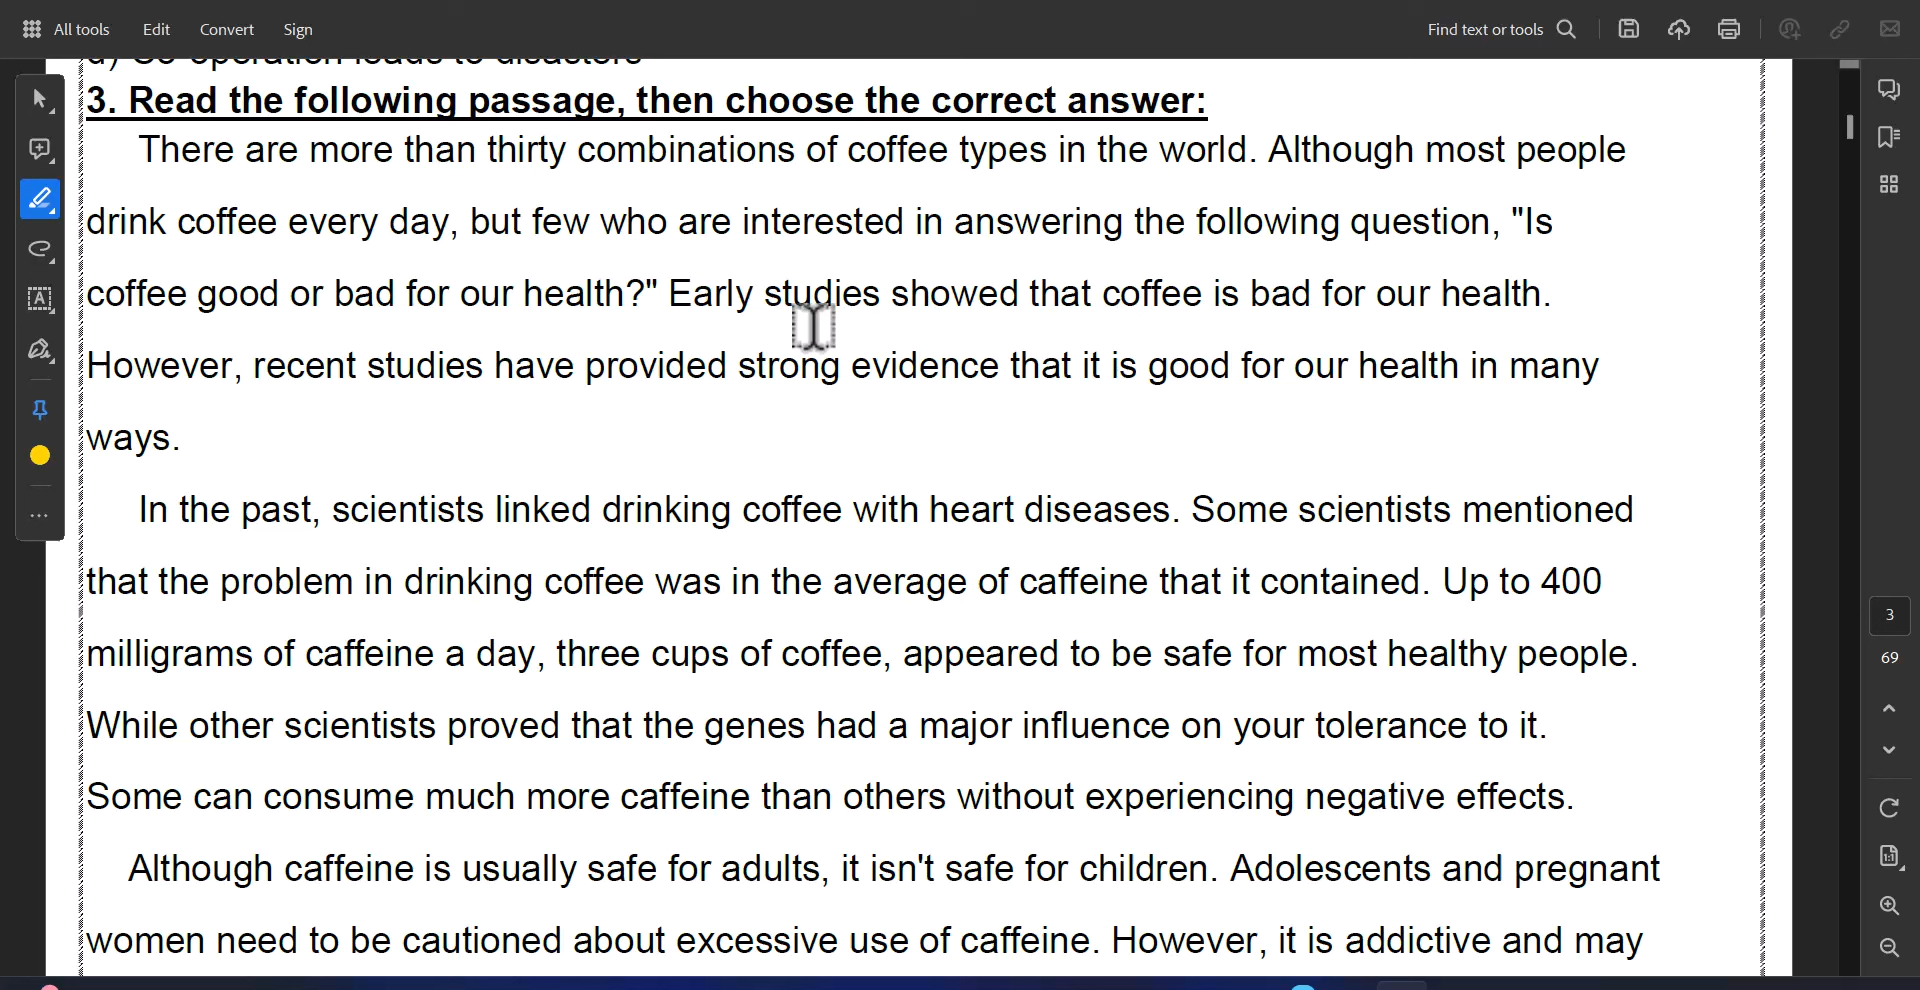 All tools Edit Convert Sign Find text or tools
d) Co-operation leads to disasters
3. Read the following passage, then choose the correct answer:
There are more than thirty combinations of coffee types in the world. Although most people
drink coffee every day, but few who are interested in answering the following question, "Is
coffee good or bad for our health?" Early studies showed that coffee is bad for our health.
However, recent studies have provided strong evidence that it is good for our health in many
ways.
In the past, scientists linked drinking coffee with heart diseases. Some scientists mentioned
that the problem in drinking coffee was in the average of caffeine that it contained. Up to 400
milligrams of caffeine a day, three cups of coffee, appeared to be safe for most healthy people.
While other scientists proved that the genes had a major influence on your tolerance to it.
Some can consume much more caffeine than others without experiencing negative effects.
Although caffeine is usually safe for adults, it isn't safe for children. Adolescents and pregnant
women need to be cautioned about excessive use of caffeine. However, it is addictive and may
3
69